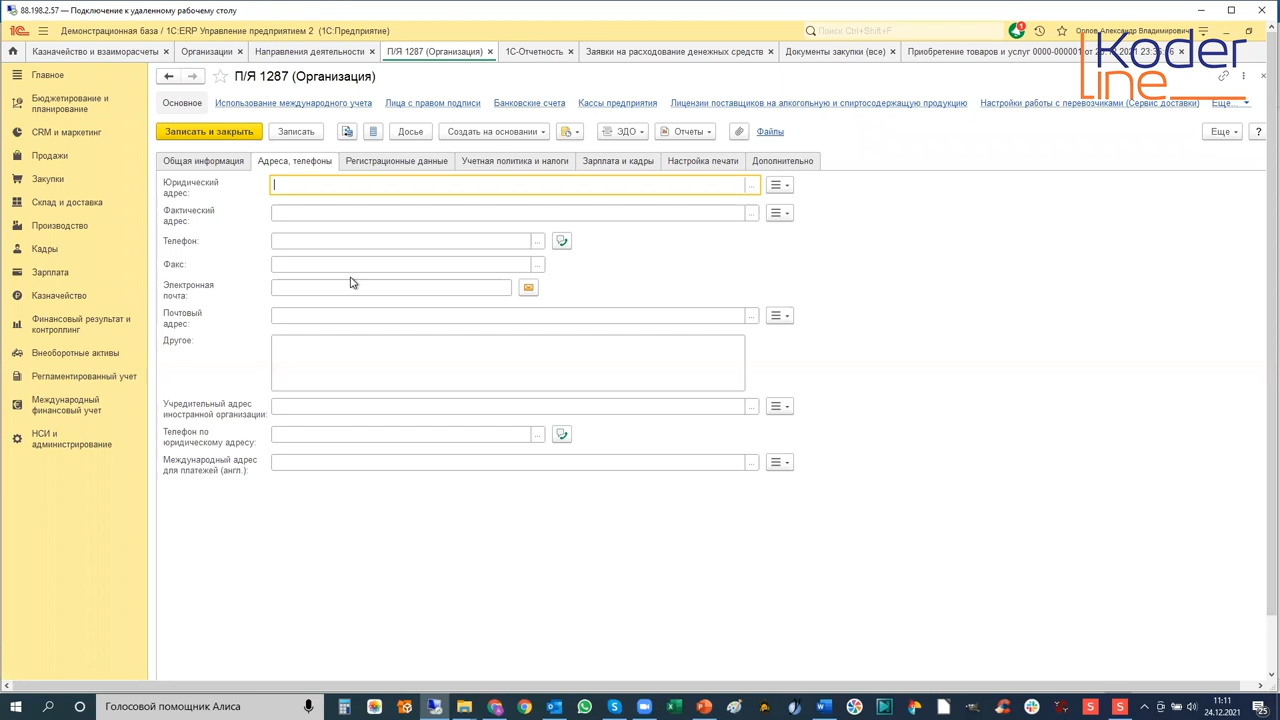 88.198.2.57 - Подключение к удаленному рабочему столу
Демонстрационная база / 1С:ERP Управление предприятием 2 (1С:Предприятие)
Поиск Ctrl+Shift+F
Орлов Александр Владимирович
Казначейство и взаиморасчеты
Организации
Направления деятельности
П/Я 1287 (Организация)
1С-Отчетность
Заявки на расходование денежных средств
Документы закупки (все)
Приобретение товаров и услуг 0000-000001 от
Koder
line
Главное
Бюджетирование и
планирование
CRM и маркетинг
Продажи
Закупки
Склад и доставка
Производство
Кадры
Зарплата
Казначейство
Финансовый результат и
контроллинг
Внеоборотные активы
Регламентированный учет
Международный
финансовый учет
НСИ и
администрирование
П/Я 1287 (Организация)
Основное
Использование международного учета
Лица с правом подписи
Банковские счета
Кассы предприятия
Лицензии поставщиков на алкогольную и спиртосодержащую продукцию
Настройки работы с перевозчиками (Сервис доставки)
Еще...
Записать и закрыть
Записать
Досье
Создать на основании
ЭДО
Отчеты
Файлы
Еще
?
Общая информация
Адреса, телефоны
Регистрационные данные
Учетная политика и налоги
Зарплата и кадры
Настройка печати
Дополнительно
Юридический
адрес:
Фактический
адрес:
Телефон:
Факс:
Электронная
почта:
Почтовый
адрес:
Другое:
Учредительный адрес
иностранной организации:
Телефон по
юридическому адресу:
Международный адрес
для платежей (англ.):
Голосовой помощник Алиса
11:11
24.12.2021